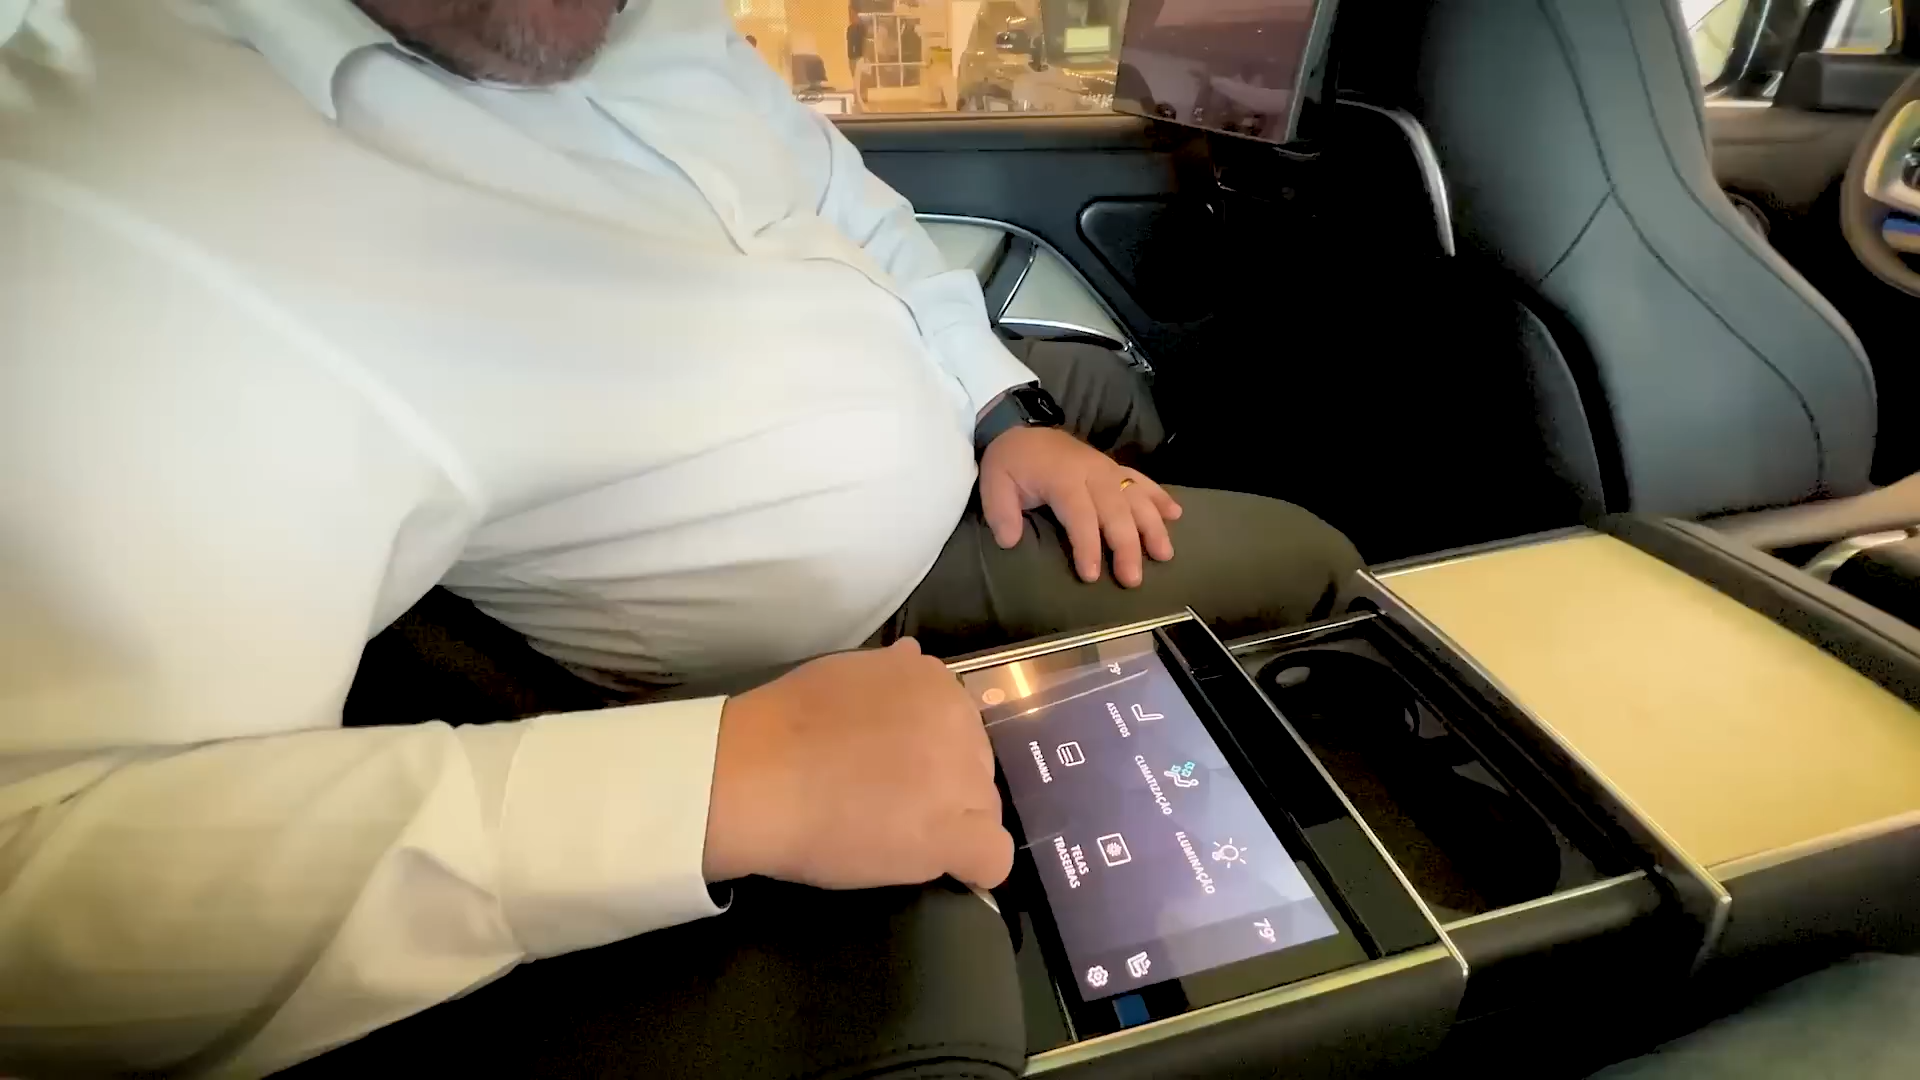 79°
ASSENTOS
PERSIANAS
CLIMATIZAÇÃO
TELAS
TRASEIRAS
ILUMINAÇÃO
79°